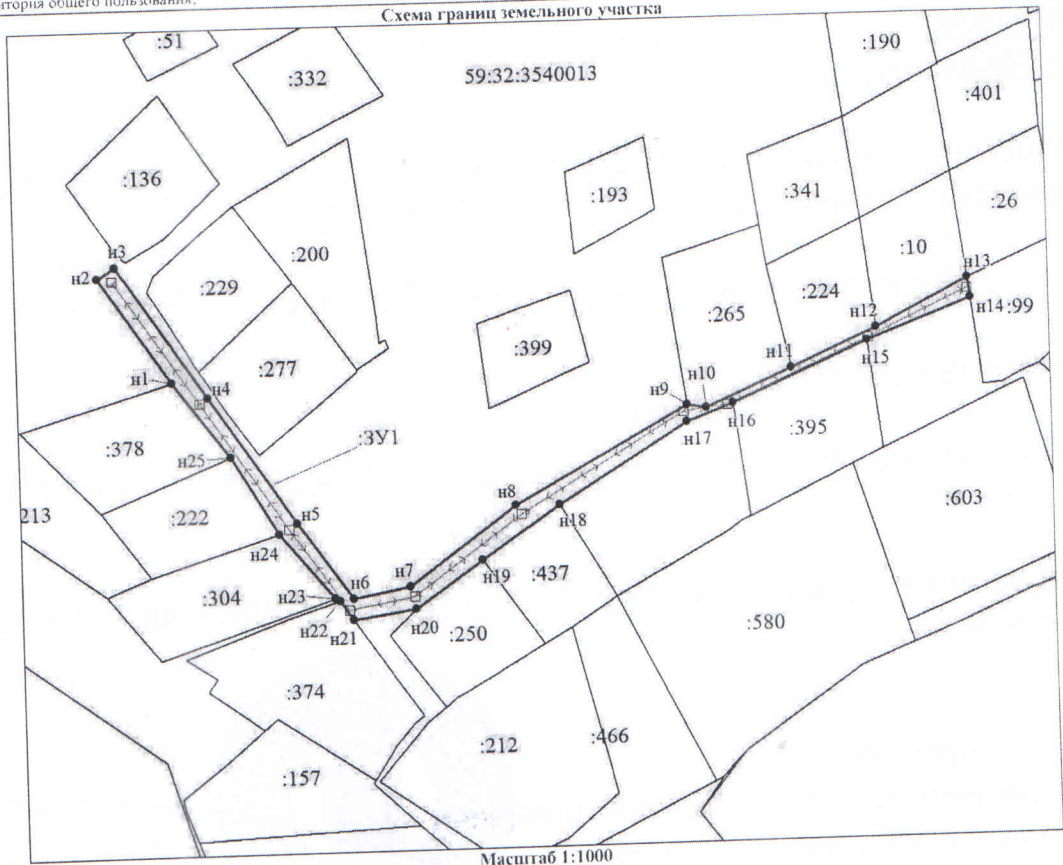 итория общего пользования.
Схема границ земельного участка
:51
:190
:332
59:32:3540013
:401
:136
:193
:341
:26
:200
:10
н3
н2
н13
:229
:224
н14
:99
:265
н12
:399
н15
н11
:277
н10
н1
н9
н4
н16
н17
:395
:ЗУ1
:378
н25
:603
н8
213
:222
н5
н18
н24
н19
:437
н7
н6
:304
н23
н22
н20
н21
:250
:580
:374
:212
:466
:157
Масштаб 1:1000